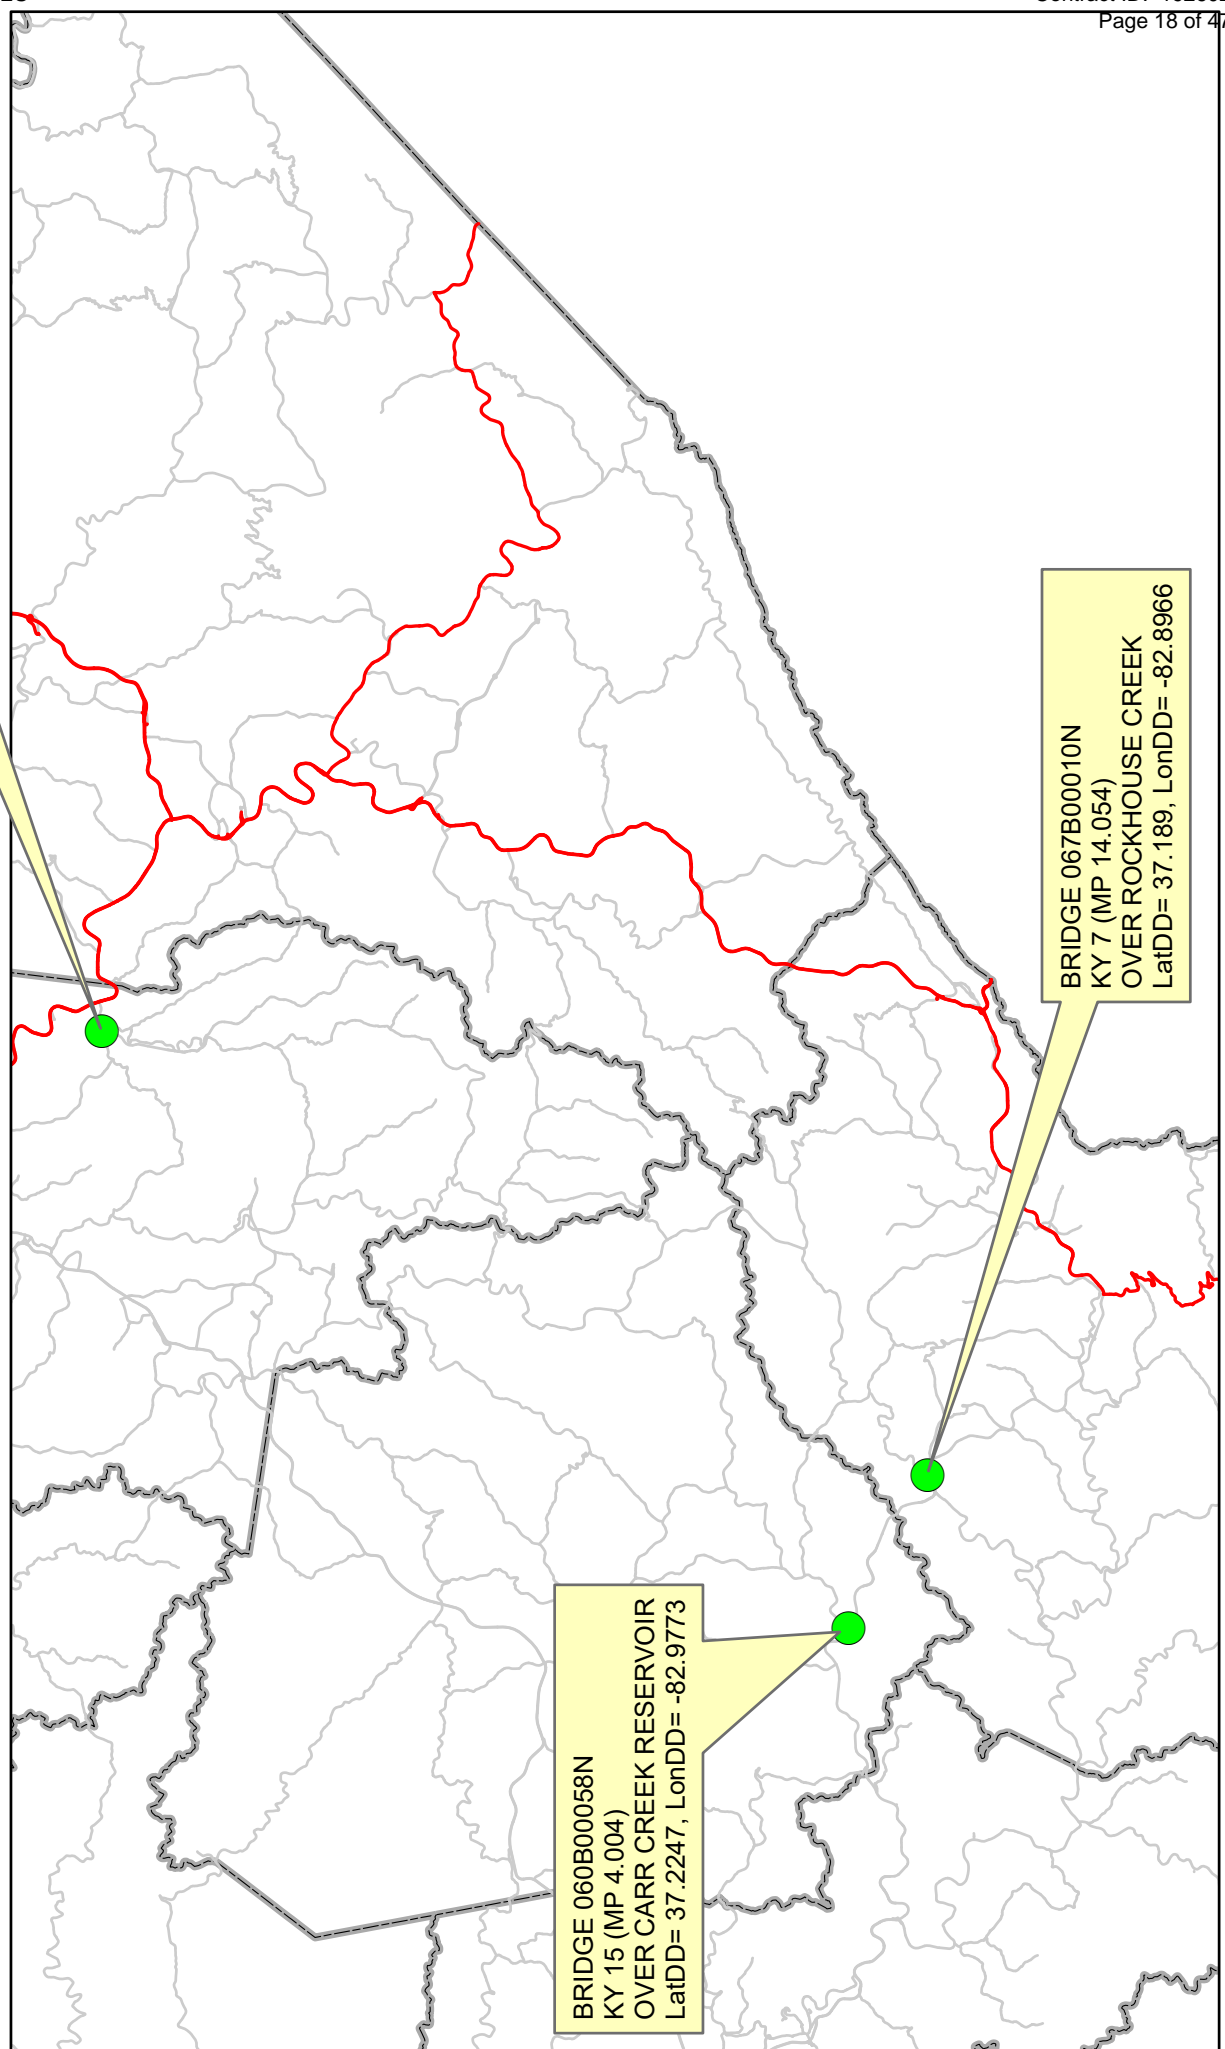 Page 18 of 47
BRIDGE 067B00010N
KY 7 (MP 14.054)
OVER ROCKHOUSE CREEK
LatDD= 37.189, LonDD= -82.8966
BRIDGE 060B00058N
KY 15 (MP 4.004)
OVER CARR CREEK RESERVOIR
LatDD= 37.2247, LonDD= -82.9773